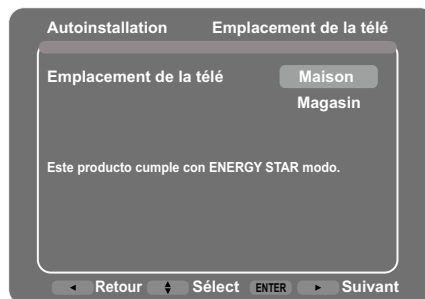 Autoinstallation Emplacement de la télé
Emplacement de la télé Maison
Magasin
Este producto cumple con ENERGY STAR modo.
◄ Retour ▲▼ Sélect ENTER ► Suivant